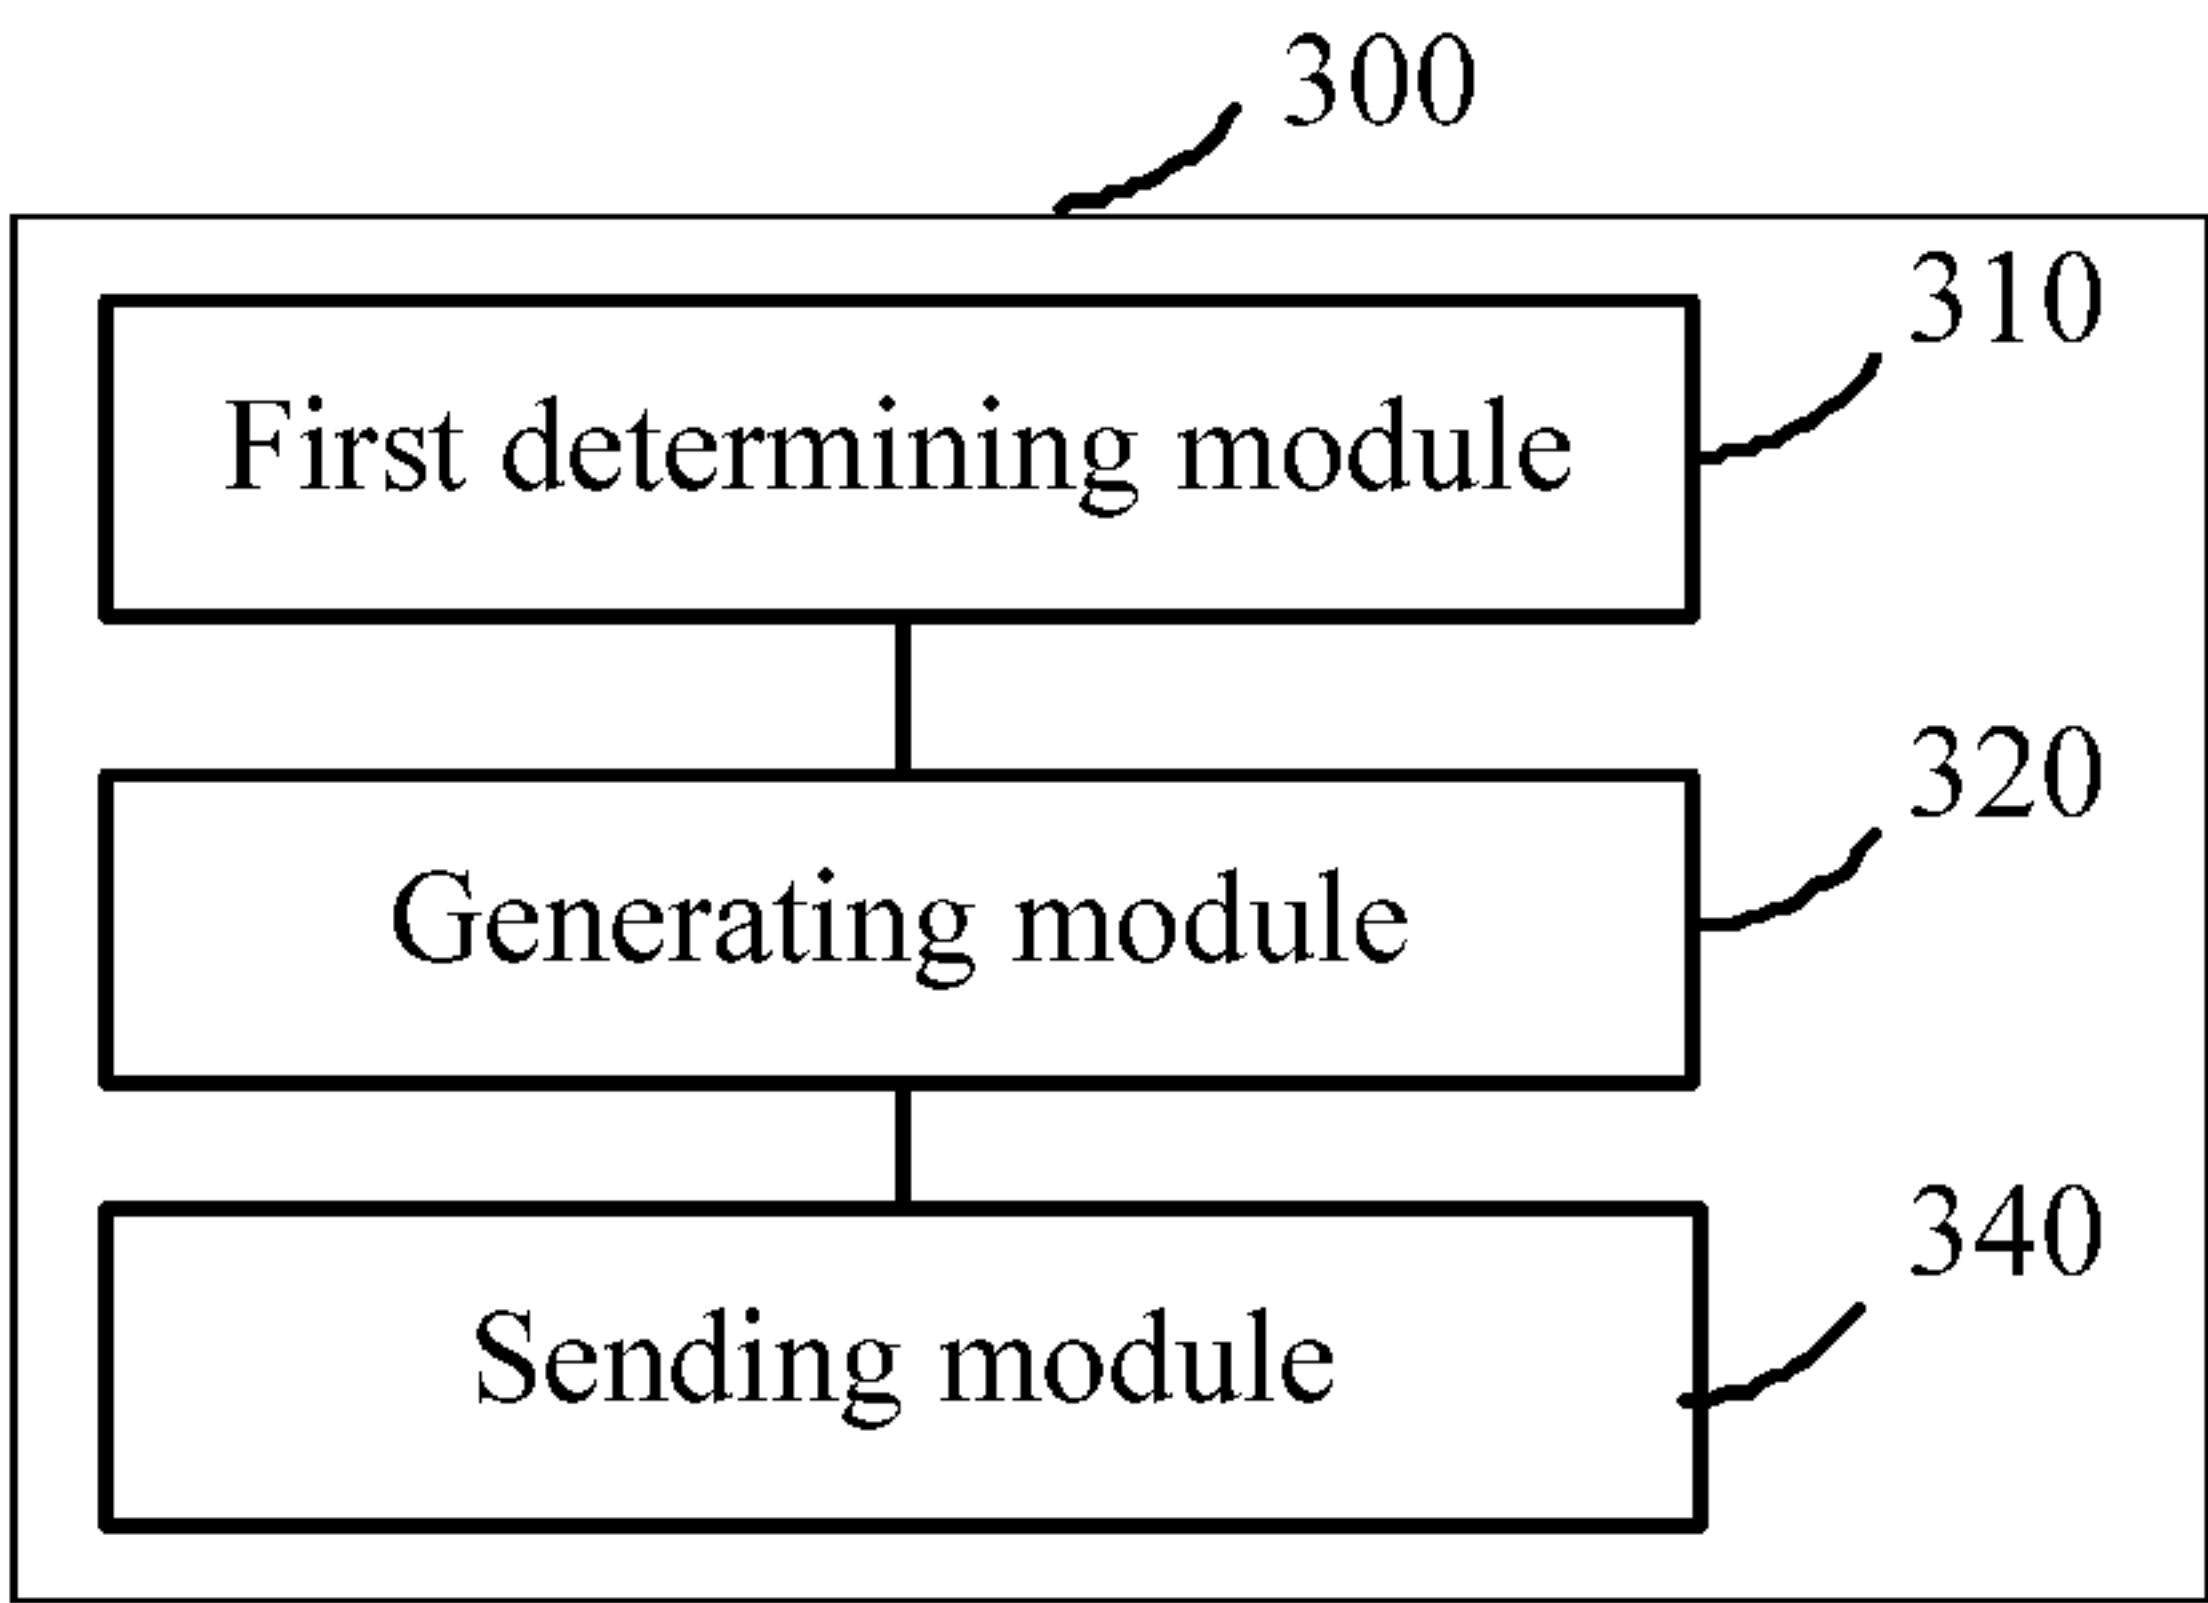 300
310
First determining module
320
Generating module
340
Sending module